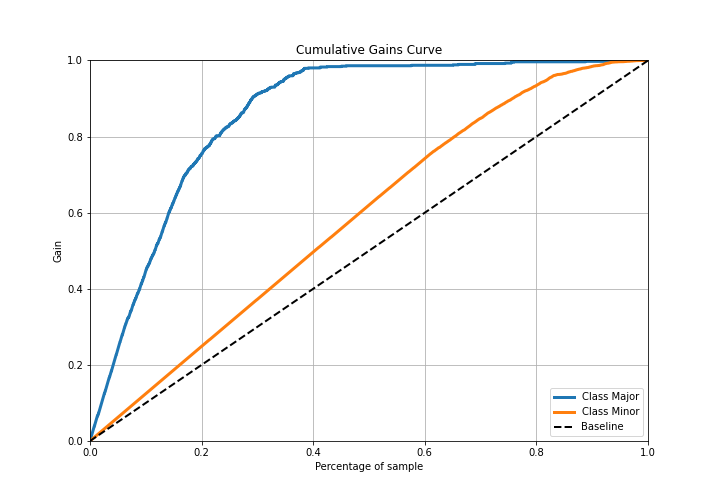 Cumulative Gains Curve
1.0
0.8
0.6
0.4
0.2
0.0
Gain
0.0 0.2 0.4 0.6 0.8 1.0
Percentage of sample
Class Major
Class Minor
Baseline